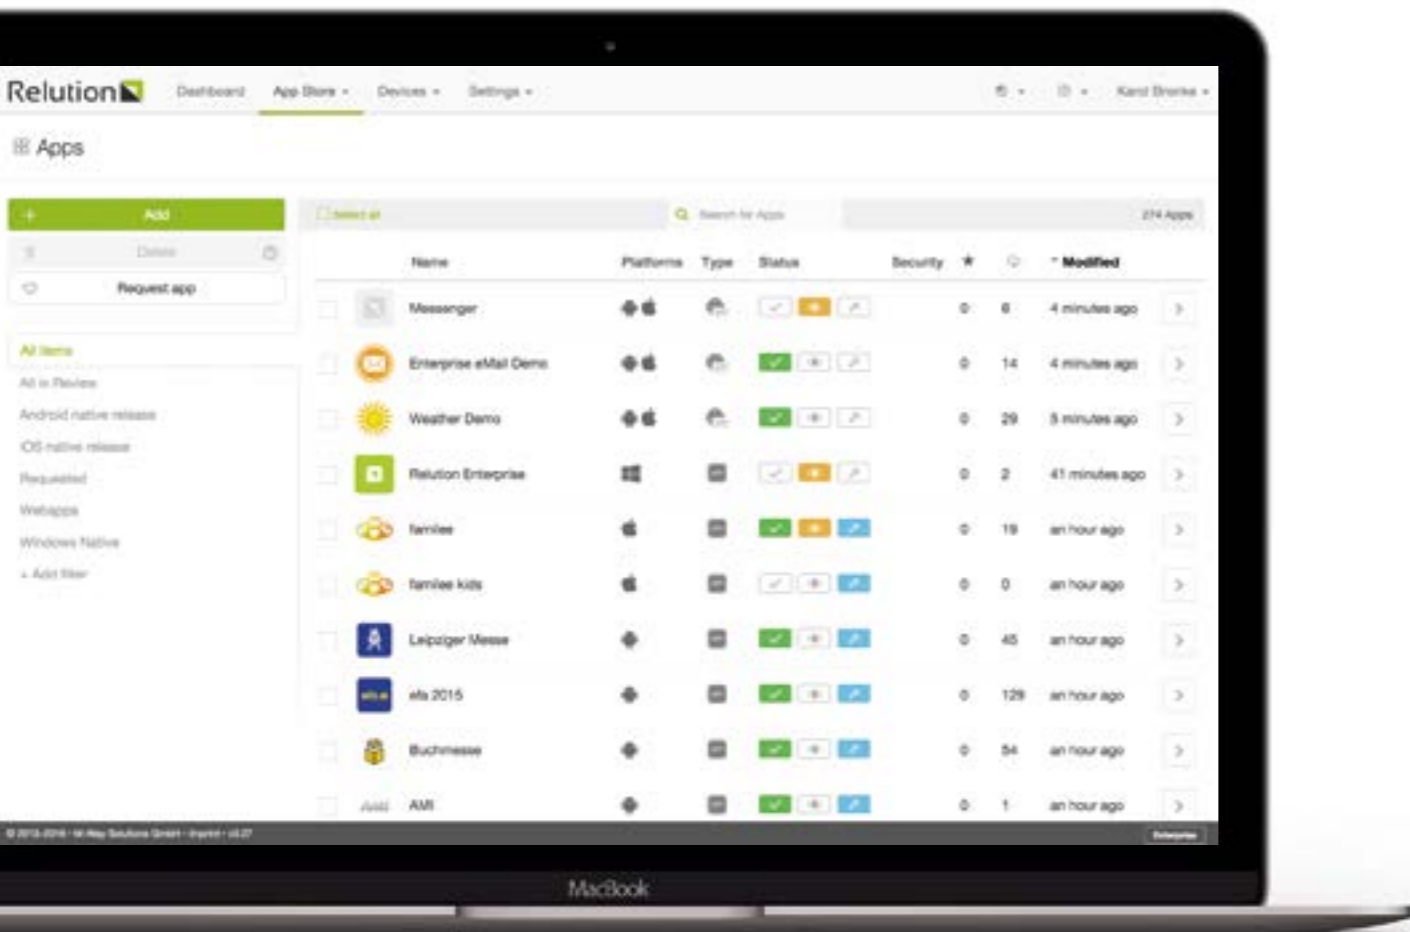 Relution Dashboard App Store Devices Settings
Apps
Add Select all Search for Apps 274 Apps
Delete
Request app
Name Platforms Type Status Security Modified
Messenger 0 6 4 minutes ago
All items
Enterprise eMail Demo 0 14 4 minutes ago
All in Review
Android native release
Weather Demo 0 29 5 minutes ago
iOS native release
Requested
Relution Enterprise 0 2 41 minutes ago
Webapps
Windows Native
familee 0 19 an hour ago
+ Add filter
familee kids 0 0 an hour ago
Leipziger Messe 0 45 an hour ago
efa 2015 0 129 an hour ago
Buchmesse 0 54 an hour ago
AMI AMI 0 1 an hour ago
Enterprise
MacBook